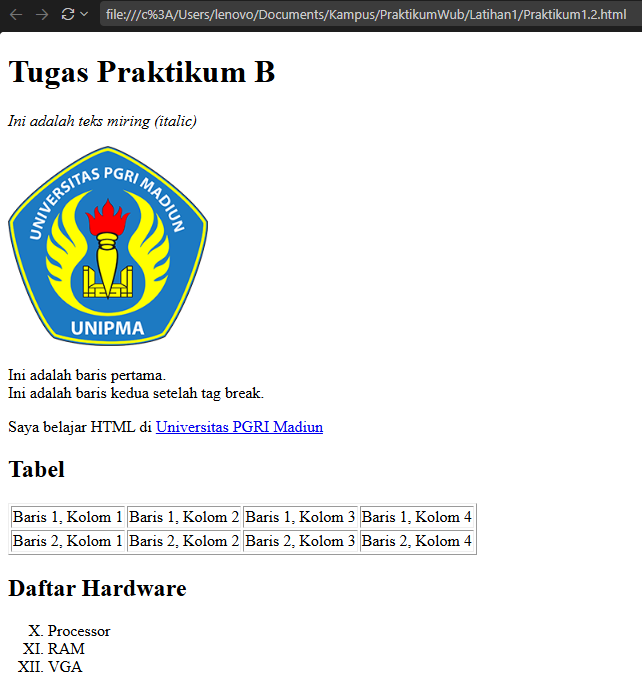 file:///c%3A/Users/lenovo/Documents/Kampus/PraktikumWub/Latihan1/Praktikum1.2.html
Tugas Praktikum B
Ini adalah teks miring (italic)
UNIVERSITAS PGRI MADIUN
UNIPMA
Ini adalah baris pertama.
Ini adalah baris kedua setelah tag break.
Saya belajar HTML di Universitas PGRI Madiun
Tabel
Baris 1, Kolom 1 Baris 1, Kolom 2 Baris 1, Kolom 3 Baris 1, Kolom 4
Baris 2, Kolom 1 Baris 2, Kolom 2 Baris 2, Kolom 3 Baris 2, Kolom 4
Daftar Hardware
X. Processor
XI. RAM
XII. VGA